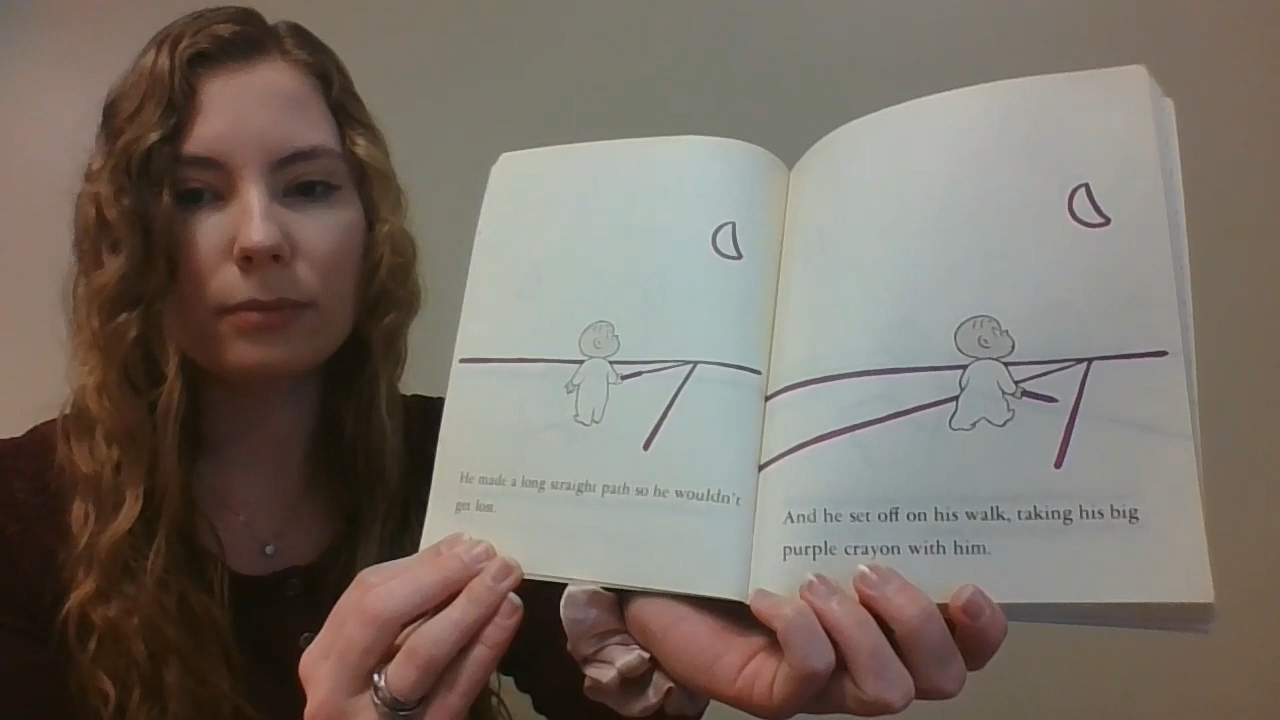 He made a long straight path so he wouldn't
get lost.
And he set off on his walk, taking his big
purple crayon with him.